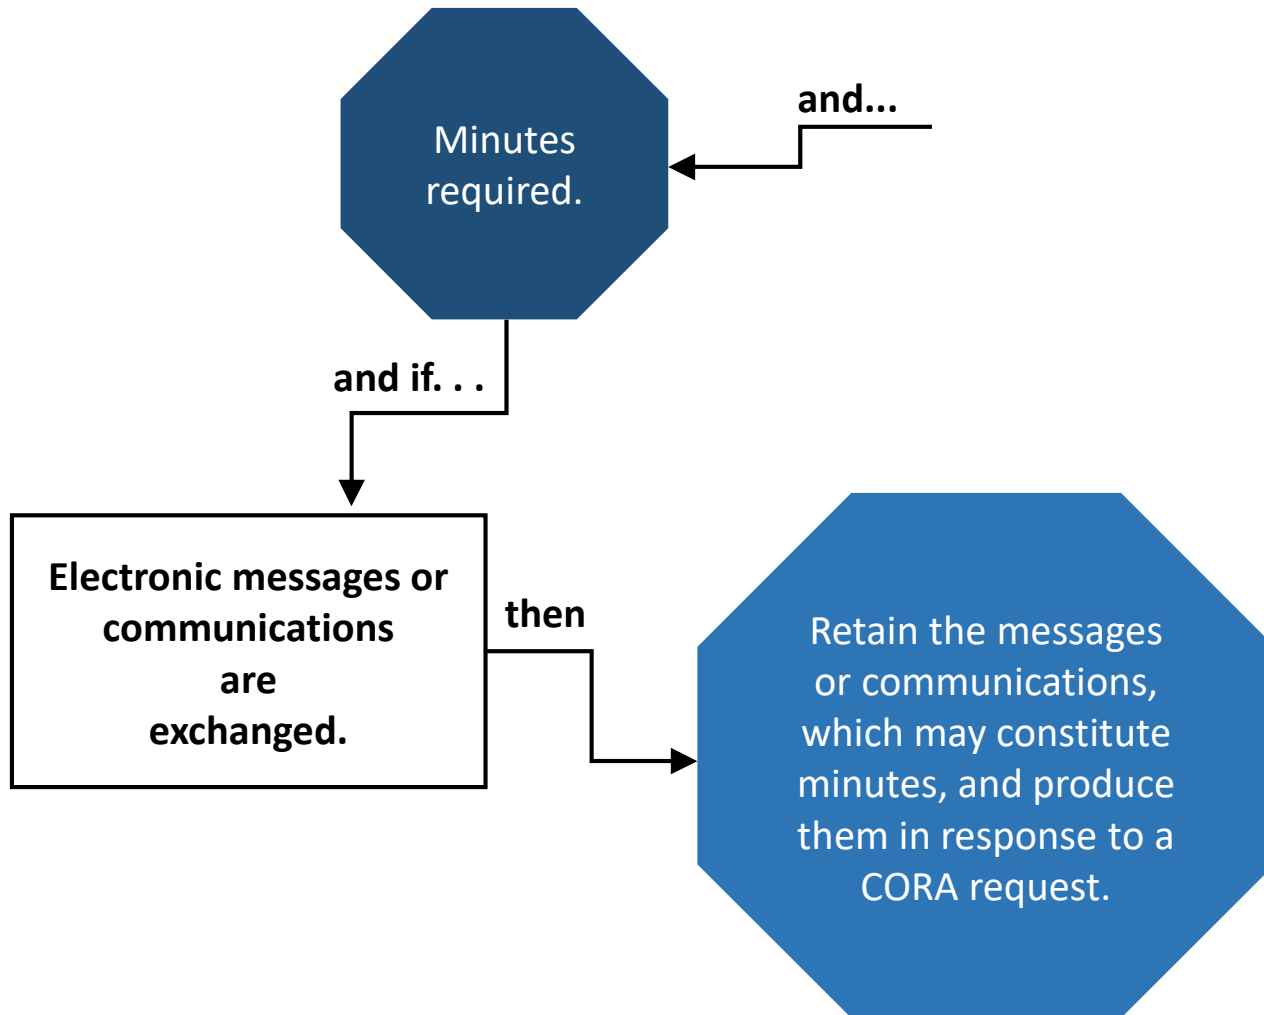 and...
Minutes
required.
and if. . .
Electronic messages or
communications
are
exchanged.
then
Retain the messages
or communications,
which may constitute
minutes, and produce
them in response to a
CORA request.